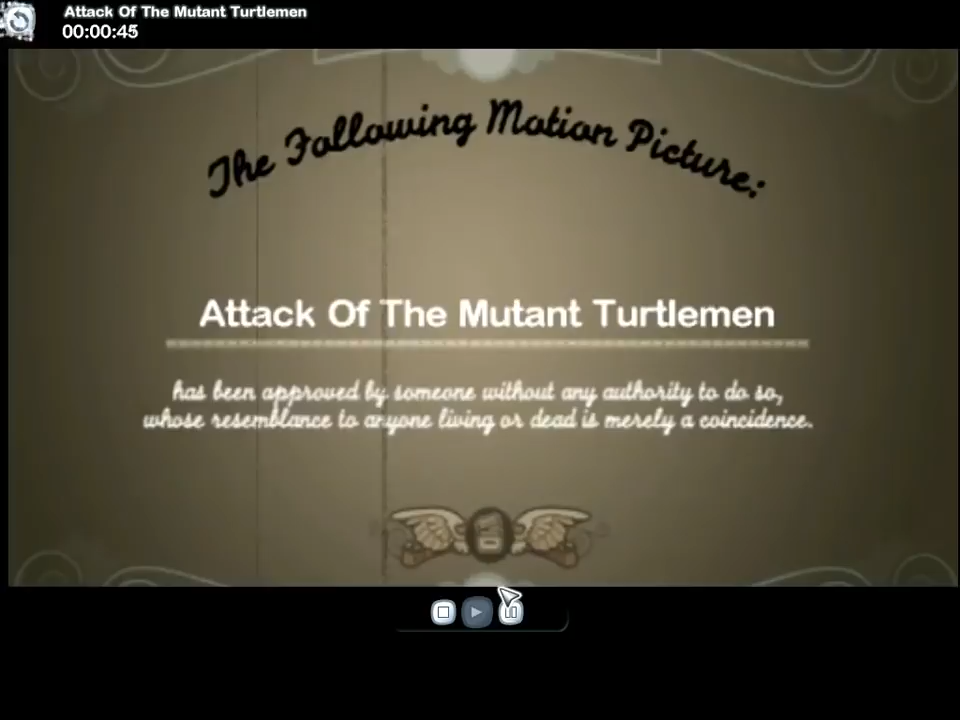 Attack Of The Mutant Turtlemen
00:00:45
The Following Motion Picture:
Attack Of The Mutant Turtlemen
has been approved by someone without any authority to do so,
whose resemblance to anyone living or dead is merely a coincidence.